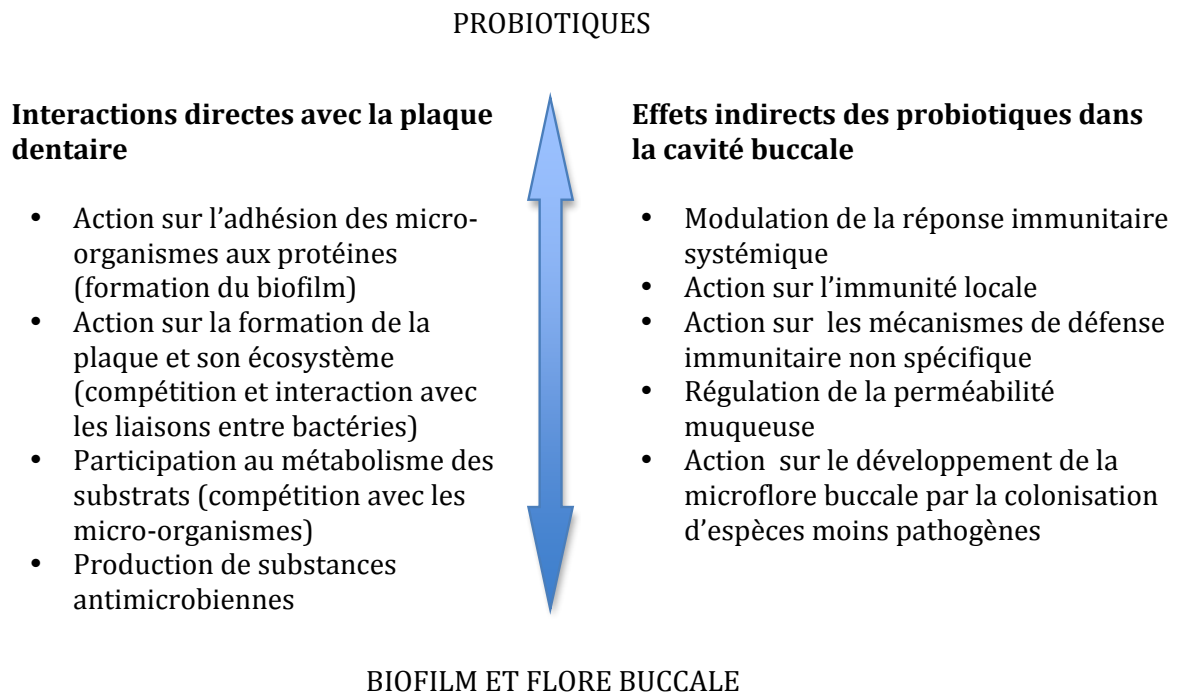 PROBIOTIQUES
Interactions directes avec la plaque
dentaire
• Action sur l’adhésion des micro-
organismes aux protéines
(formation du biofilm)
• Action sur la formation de la
plaque et son écosystème
(compétition et interaction avec
les liaisons entre bactéries)
• Participation au métabolisme des
substrats (compétition avec les
micro-organismes)
• Production de substances
antimicrobiennes
Effets indirects des probiotiques dans
la cavité buccale
• Modulation de la réponse immunitaire
systémique
• Action sur l’immunité locale
• Action sur les mécanismes de défense
immunitaire non spécifique
• Régulation de la perméabilité
muqueuse
• Action sur le développement de la
microflore buccale par la colonisation
d’espèces moins pathogènes
BIOFILM ET FLORE BUCCALE